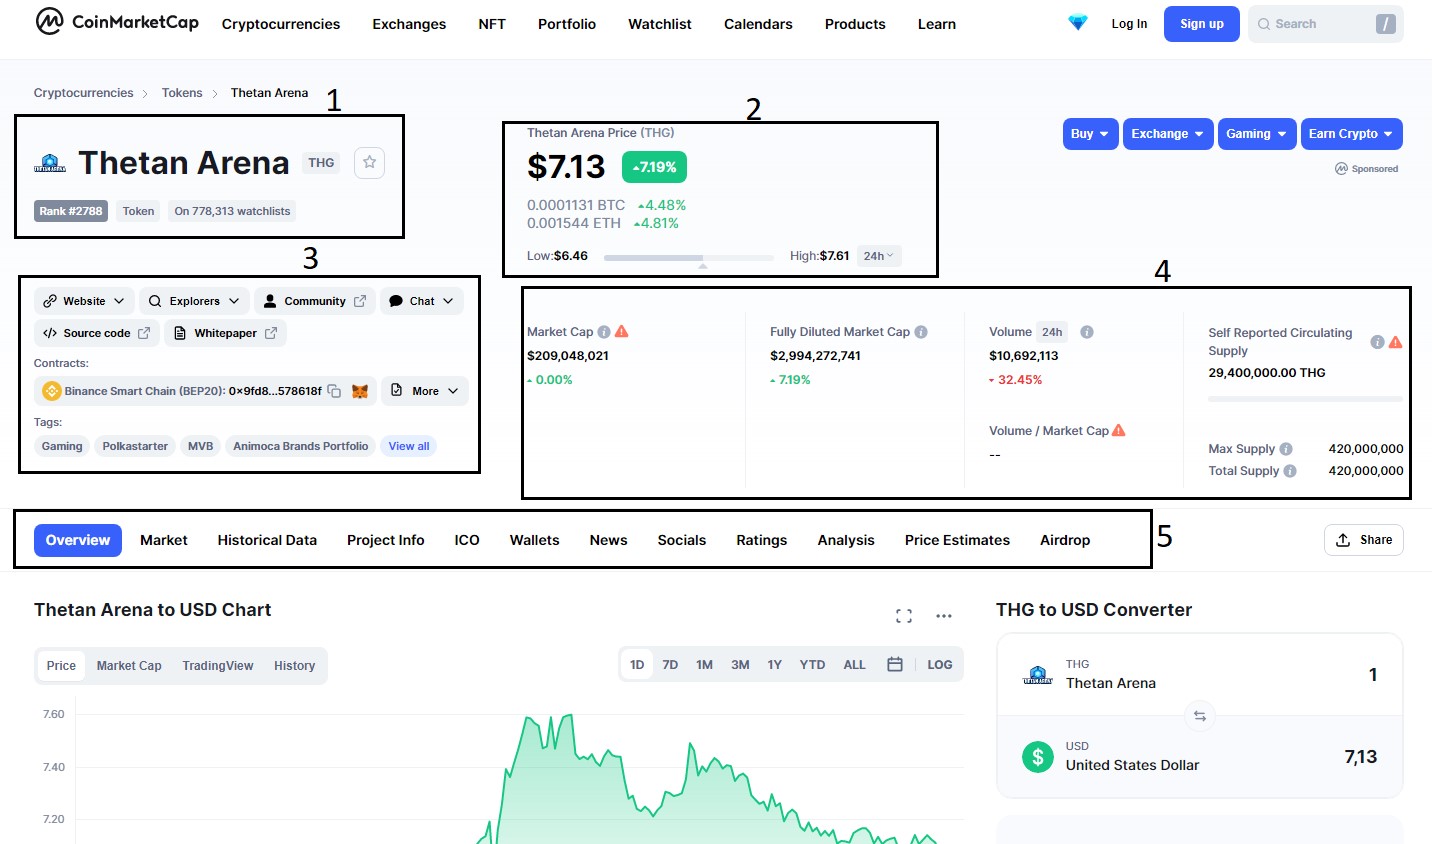 CoinMarketCap Cryptocurrencies Exchanges NFT Portfolio Watchlist Calendars Products Learn Log In Sign up Search /
Cryptocurrencies > Tokens > Thetan Arena
1
2
Thetan Arena THG
Rank #2788 Token On 778,313 watchlists
Thetan Arena Price (THG)
$7.13 7.19%
0.0001131 BTC 4.48%
0.001544 ETH 4.81%
Low:$6.46 High:$7.61 24h
Buy Exchange Gaming Earn Crypto
Sponsored
3
Website Explorers Community Chat
Source code Whitepaper
Contracts:
Binance Smart Chain (BEP20): 0x9fd8...578618f More
Tags:
Gaming Polkastarter MVB Animoca Brands Portfolio View all
4
Market Cap
$209,048,021
0.00%
Fully Diluted Market Cap
$2,994,272,741
7.19%
Volume 24h
$10,692,113
32.45%
Volume / Market Cap
--
Self Reported Circulating
Supply
29,400,000.00 THG
Max Supply 420,000,000
Total Supply 420,000,000
Overview Market Historical Data Project Info ICO Wallets News Socials Ratings Analysis Price Estimates Airdrop
5
Share
Thetan Arena to USD Chart
Price Market Cap TradingView History
1D 7D 1M 3M 1Y YTD ALL LOG
7.60
7.40
7.20
THG to USD Converter
THG
Thetan Arena
1
USD
United States Dollar
7,13